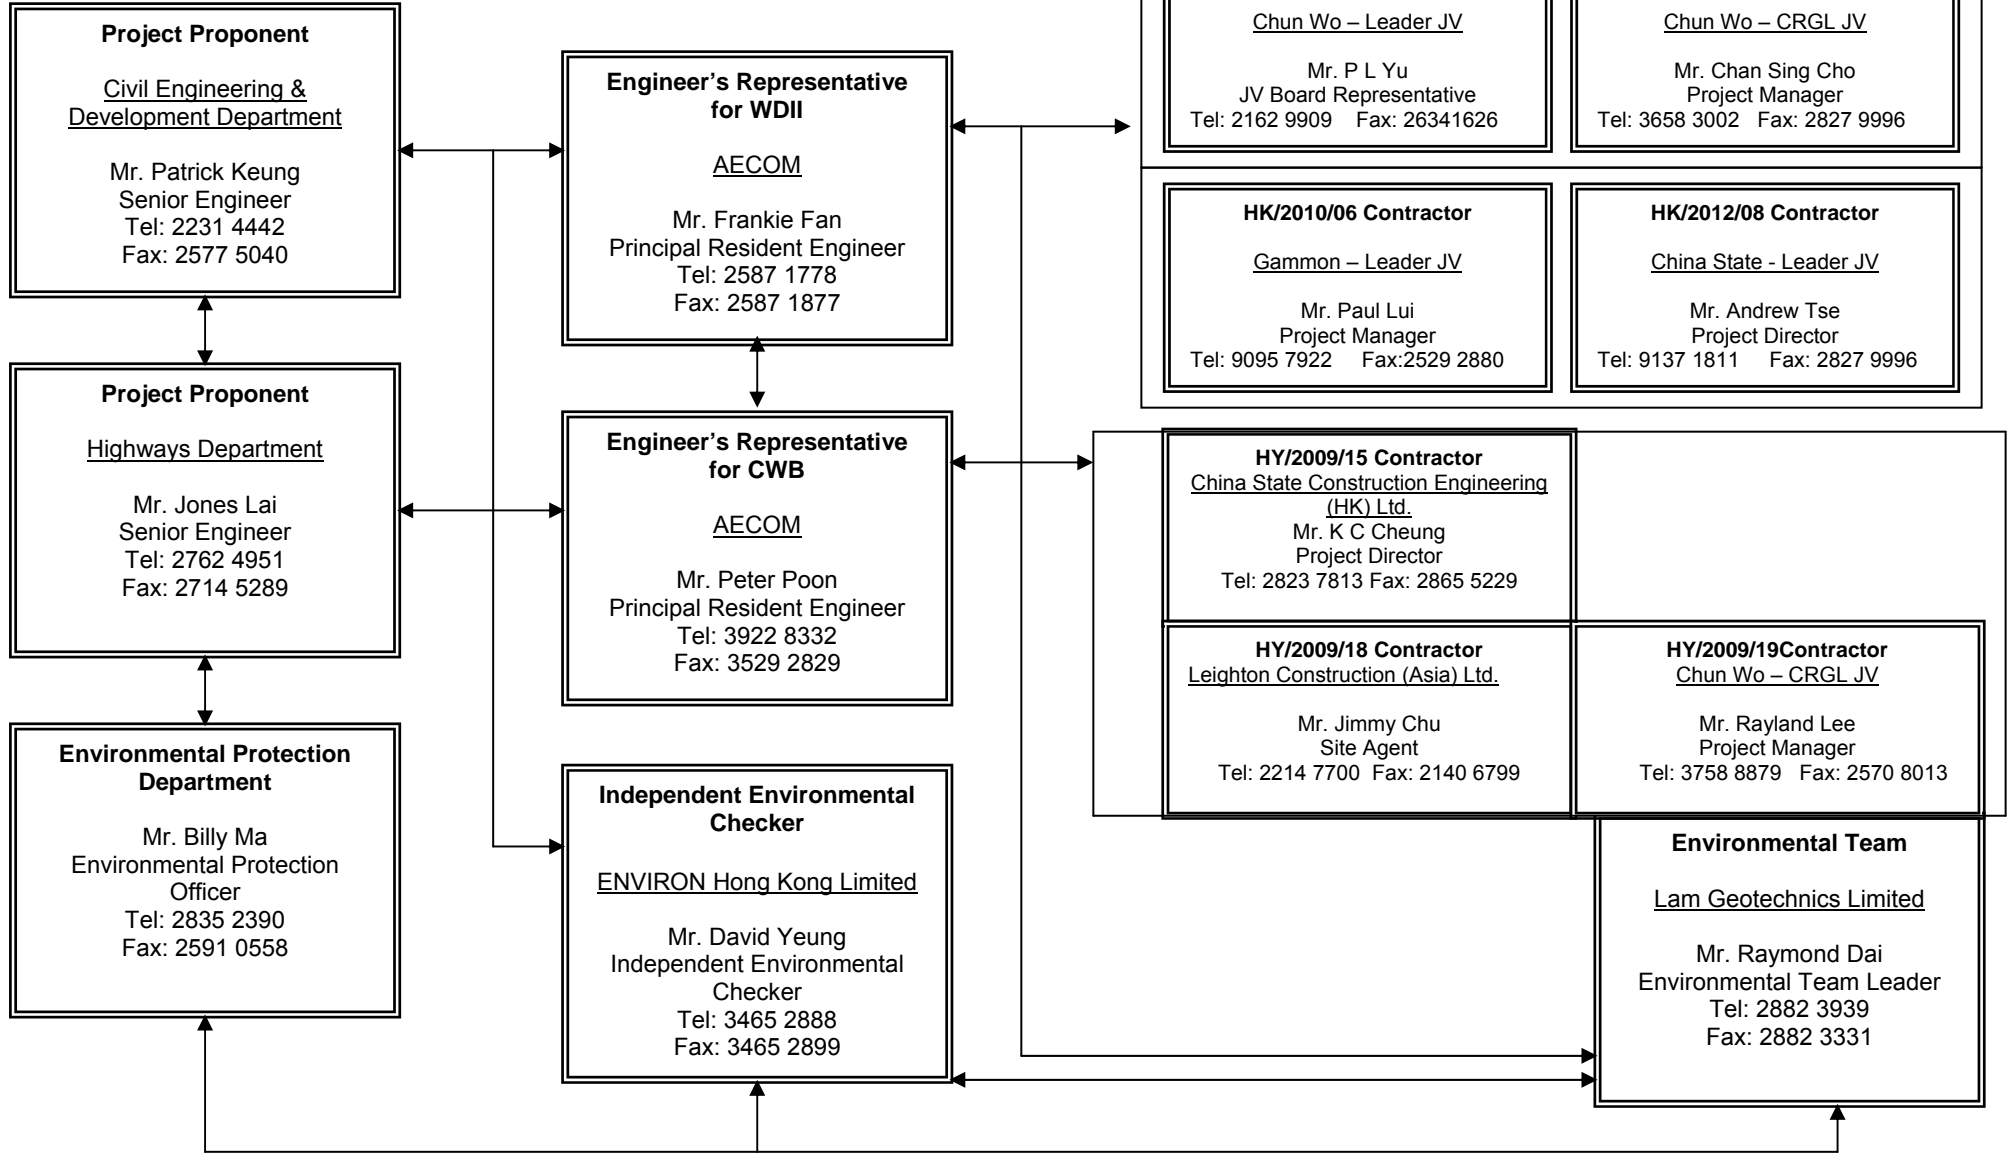 Project Proponent
Civil Engineering &
Development Department
Mr. Patrick Keung
Senior Engineer
Tel: 2231 4442
Fax: 2577 5040
Project Proponent
Highways Department
Mr. Jones Lai
Senior Engineer
Tel: 2762 4951
Fax: 2714 5289
Environmental Protection
Department
Mr. Billy Ma
Environmental Protection
Officer
Tel: 2835 2390
Fax: 2591 0558
Engineer’s Representative
for WDII
AECOM
Mr. Frankie Fan
Principal Resident Engineer
Tel: 2587 1778
Fax: 2587 1877
Engineer’s Representative
for CWB
AECOM
Mr. Peter Poon
Principal Resident Engineer
Tel: 3922 8332
Fax: 3529 2829
Independent Environmental
Checker
ENVIRON Hong Kong Limited
Mr. David Yeung
Independent Environmental
Checker
Tel: 3465 2888
Fax: 3465 2899
Chun Wo – Leader JV
Mr. P L Yu
JV Board Representative
Tel: 2162 9909 Fax: 26341626
Chun Wo – CRGL JV
Mr. Chan Sing Cho
Project Manager
Tel: 3658 3002 Fax: 2827 9996
HK/2010/06 Contractor
Gammon – Leader JV
Mr. Paul Lui
Project Manager
Tel: 9095 7922 Fax:2529 2880
HK/2012/08 Contractor
China State - Leader JV
Mr. Andrew Tse
Project Director
Tel: 9137 1811 Fax: 2827 9996
HY/2009/15 Contractor
China State Construction Engineering
(HK) Ltd.
Mr. K C Cheung
Project Director
Tel: 2823 7813 Fax: 2865 5229
HY/2009/18 Contractor
Leighton Construction (Asia) Ltd.
Mr. Jimmy Chu
Site Agent
Tel: 2214 7700 Fax: 2140 6799
HY/2009/19Contractor
Chun Wo – CRGL JV
Mr. Rayland Lee
Project Manager
Tel: 3758 8879 Fax: 2570 8013
Environmental Team
Lam Geotechnics Limited
Mr. Raymond Dai
Environmental Team Leader
Tel: 2882 3939
Fax: 2882 3331